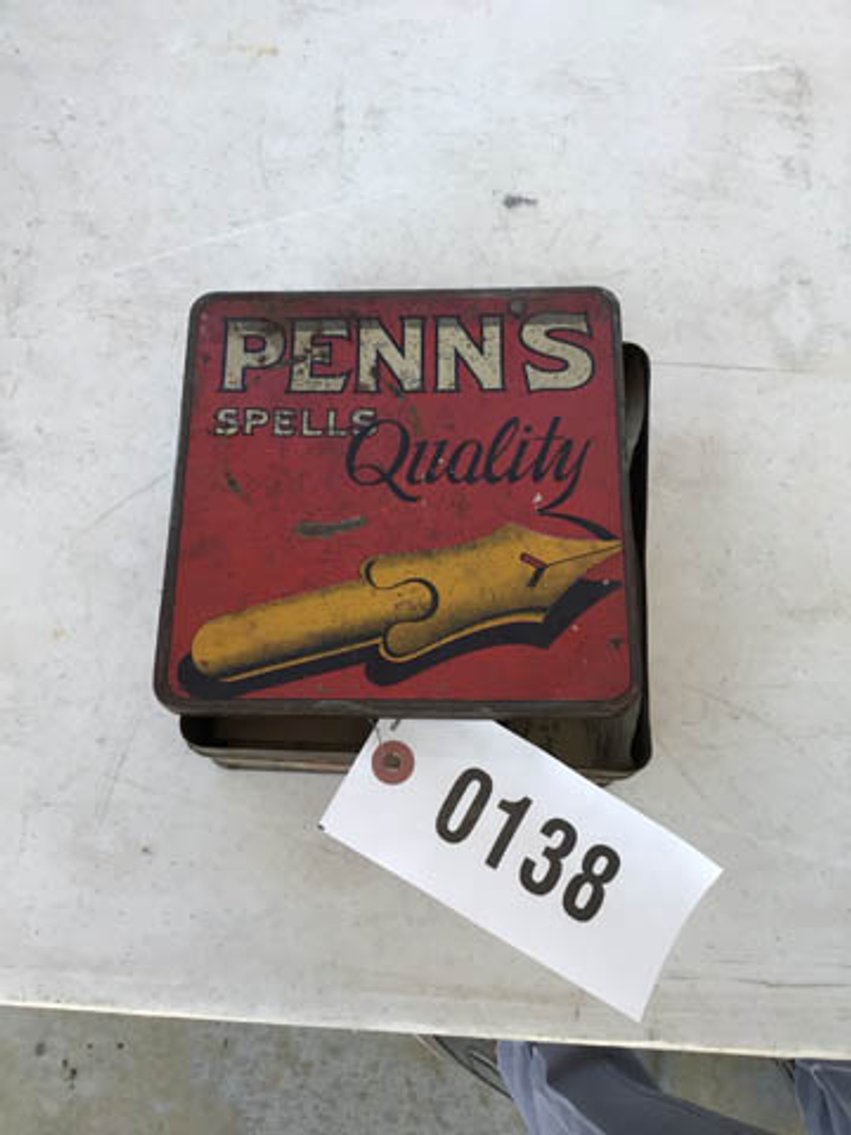 PENN'S
SPELLS
Quality
0138